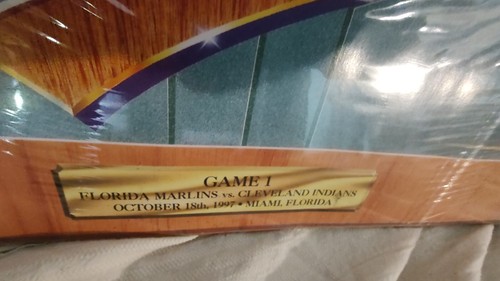 GAME 1
FLORIDA MARLINS vs. CLEVELAND INDIANS
OCTOBER 18th, 1997 • MIAMI, FLORIDA